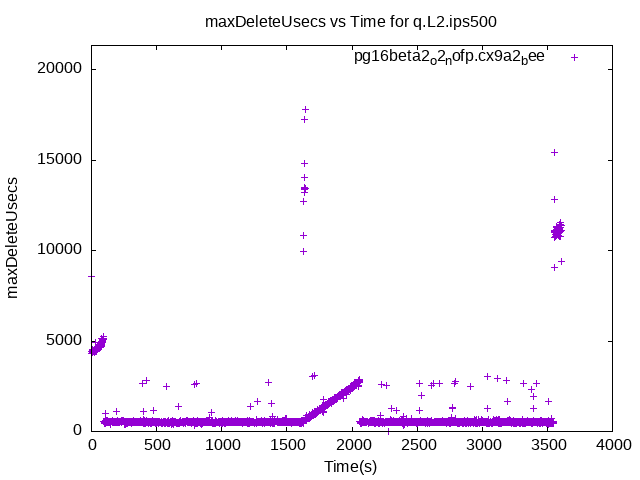 maxDeleteUsecs vs Time for q.L2.ips500
pg16beta2o2nofp.cx9a2bee
maxDeleteUsecs
20000
15000
10000
5000
0
0 500 1000 1500 2000 2500 3000 3500 4000
Time(s)